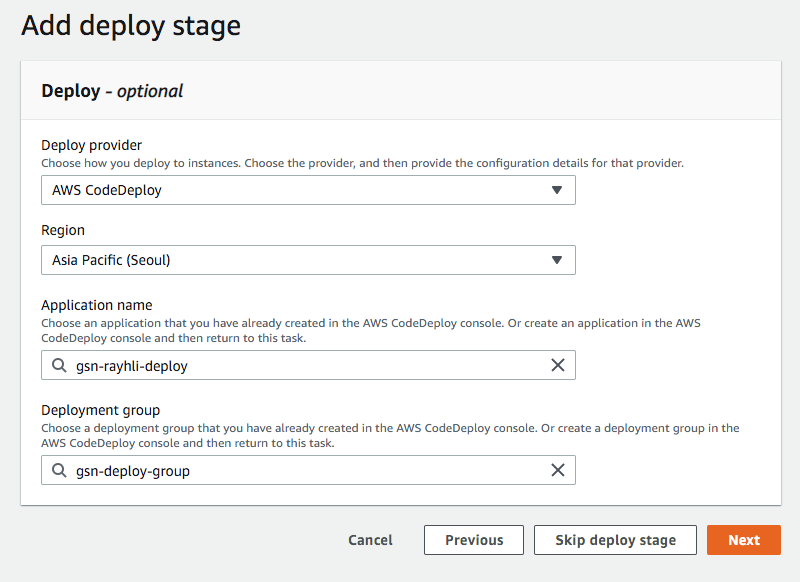 Add deploy stage
Deploy - optional
Deploy provider
Choose how you deploy to instances. Choose the provider, and then provide the configuration details for that provider.
AWS CodeDeploy
Region
Asia Pacific (Seoul)
Application name
Choose an application that you have already created in the AWS CodeDeploy console. Or create an application in the AWS
CodeDeploy console and then return to this task.
gsn-rayhli-deploy
Deployment group
Choose a deployment group that you have already created in the AWS CodeDeploy console. Or create a deployment group in the
AWS CodeDeploy console and then return to this task.
gsn-deploy-group
Cancel Previous Skip deploy stage Next